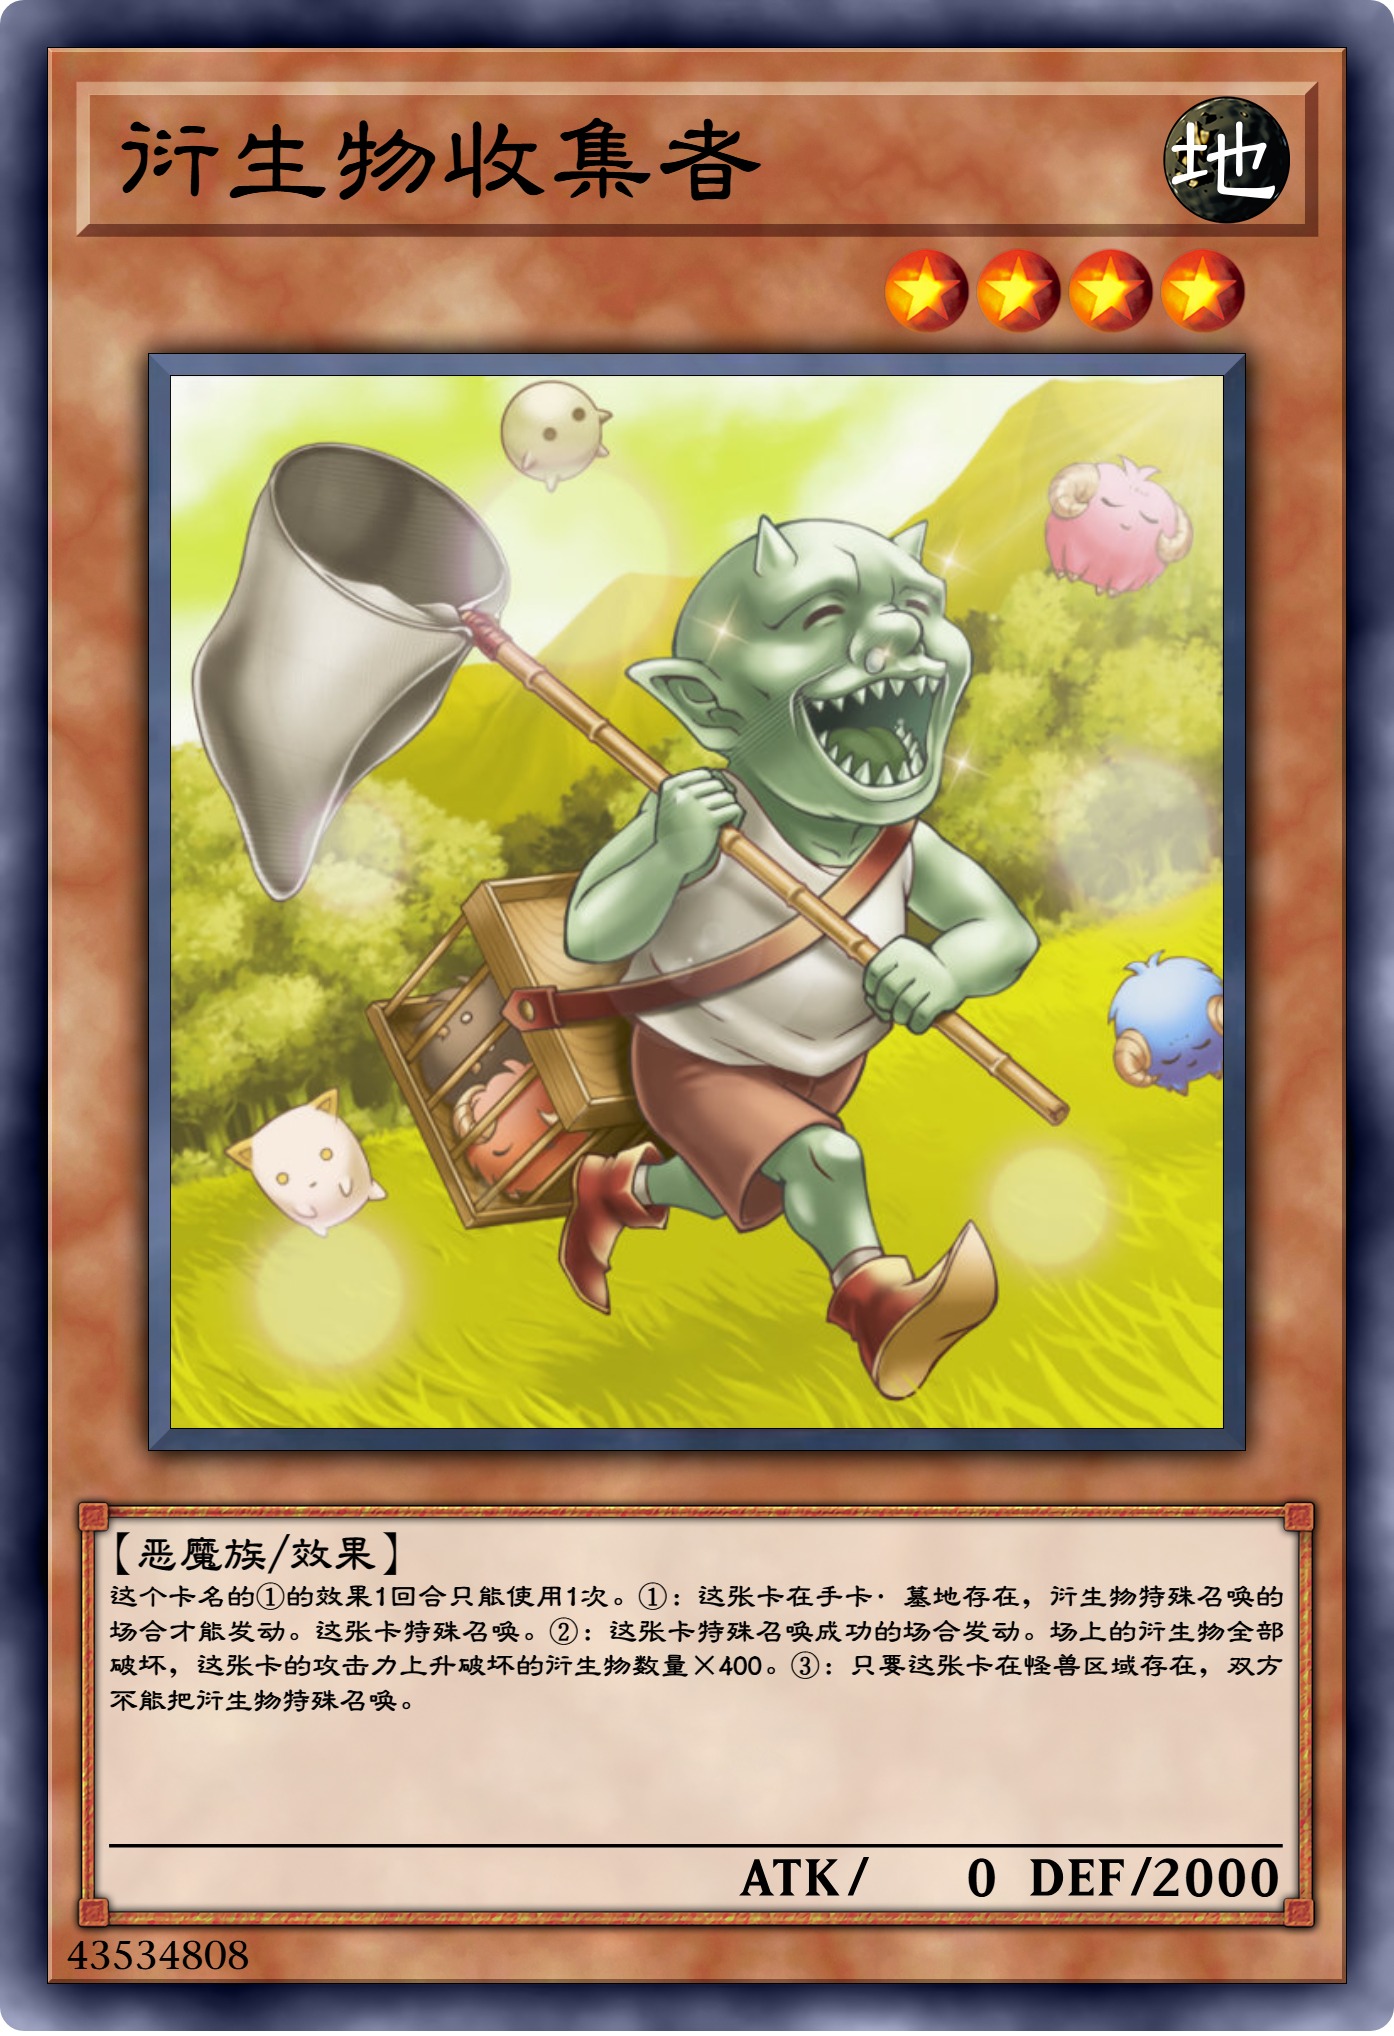 衍生物收集者
地
【恶魔族/效果】
这个卡名的①的效果1回合只能使用1次。①：这张卡在手卡·墓地存在，衍生物特殊召唤的
场合才能发动。这张卡特殊召唤。②：这张卡特殊召唤成功的场合发动。场上的衍生物全部
破坏，这张卡的攻击力上升破坏的衍生物数量×400。③：只要这张卡在怪兽区域存在，双方
不能把衍生物特殊召唤。
ATK/ 0 DEF/2000
43534808